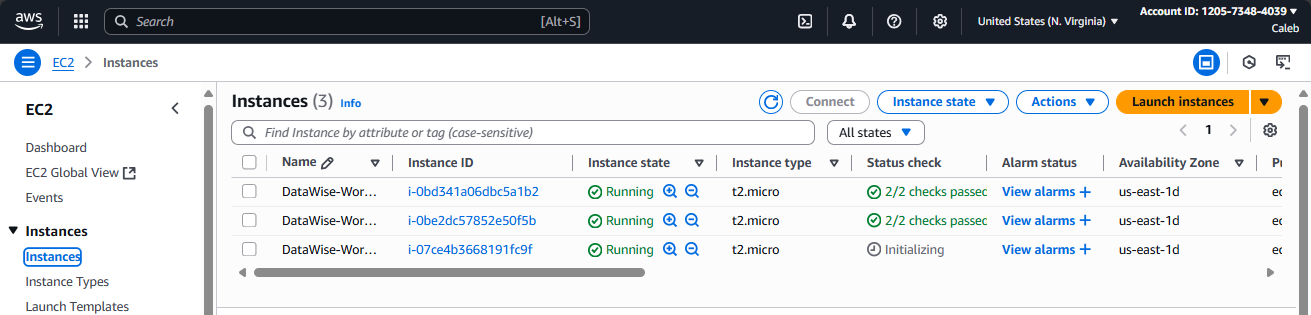 aws Search [Alt+S] United States (N. Virginia) Account ID: 1205-7348-4039
Caleb
EC2 > Instances
EC2
Dashboard
EC2 Global View
Events
Instances
Instances
Instance Types
Launch Templates
Instances (3) Info Connect Instance state Actions Launch instances
Find Instance by attribute or tag (case-sensitive) All states 1
Name Instance ID Instance state Instance type Status check Alarm status Availability Zone
DataWise-Wor... i-0bd341a06dbc5a1b2 Running t2.micro 2/2 checks passed View alarms + us-east-1d ec
DataWise-Wor... i-0be2dc57852e50f5b Running t2.micro 2/2 checks passed View alarms + us-east-1d ec
DataWise-Wor... i-07ce4b3668191fc9f Running t2.micro Initializing View alarms + us-east-1d ec